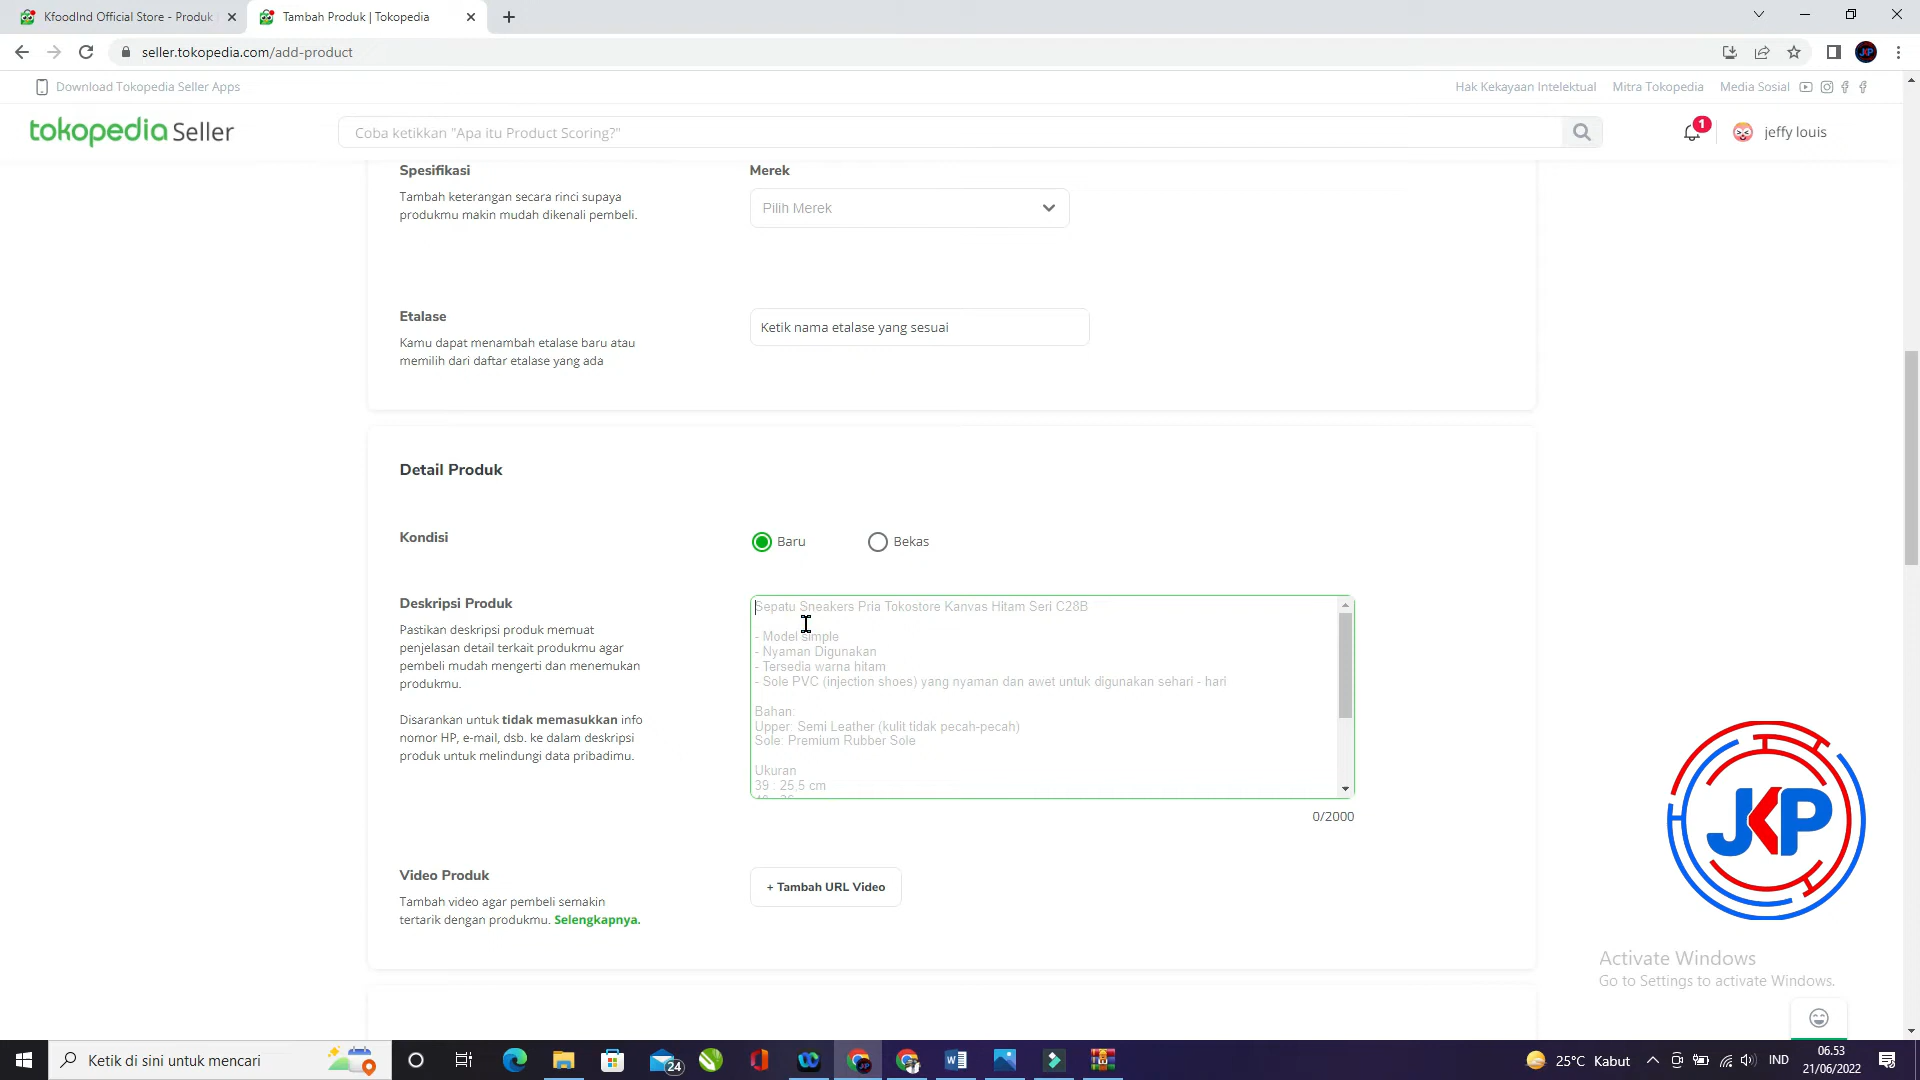 KfoodInd Official Store - Produk
Tambah Produk | Tokopedia
seller.tokopedia.com/add-product
JKP
Download Tokopedia Seller Apps
Hak Kekayaan Intelektual
Mitra Tokopedia
Media Sosial
tokopedia Seller
Coba ketikkan "Apa itu Product Scoring?"
1
jeffy louis
Spesifikasi
Tambah keterangan secara rinci supaya
produkmu makin mudah dikenali pembeli.
Merek
Pilih Merek
Etalase
Kamu dapat menambah etalase baru atau
memilih dari daftar etalase yang ada
Ketik nama etalase yang sesuai
Detail Produk
Kondisi
Baru
Bekas
Deskripsi Produk
Pastikan deskripsi produk memuat
penjelasan detail terkait produkmu agar
pembeli mudah mengerti dan menemukan
produkmu.
Disarankan untuk tidak memasukkan info
nomor HP, e-mail, dsb. ke dalam deskripsi
produk untuk melindungi data pribadimu.
Sepatu Sneakers Pria Tokostore Kanvas Hitam Seri C28B
- Model simple
- Nyaman Digunakan
- Tersedia warna hitam
- Sole PVC (injection shoes) yang nyaman dan awet untuk digunakan sehari - hari
Bahan:
Upper: Semi Leather (kulit tidak pecah-pecah)
Sole: Premium Rubber Sole
Ukuran
39 : 25.5 cm
0/2000
Video Produk
Tambah video agar pembeli semakin
tertarik dengan produkmu. Selengkapnya.
+ Tambah URL Video
JKP
Activate Windows
Go to Settings to activate Windows.
Ketik di sini untuk mencari
24
25°C Kabut
IND
06.53
21/06/2022